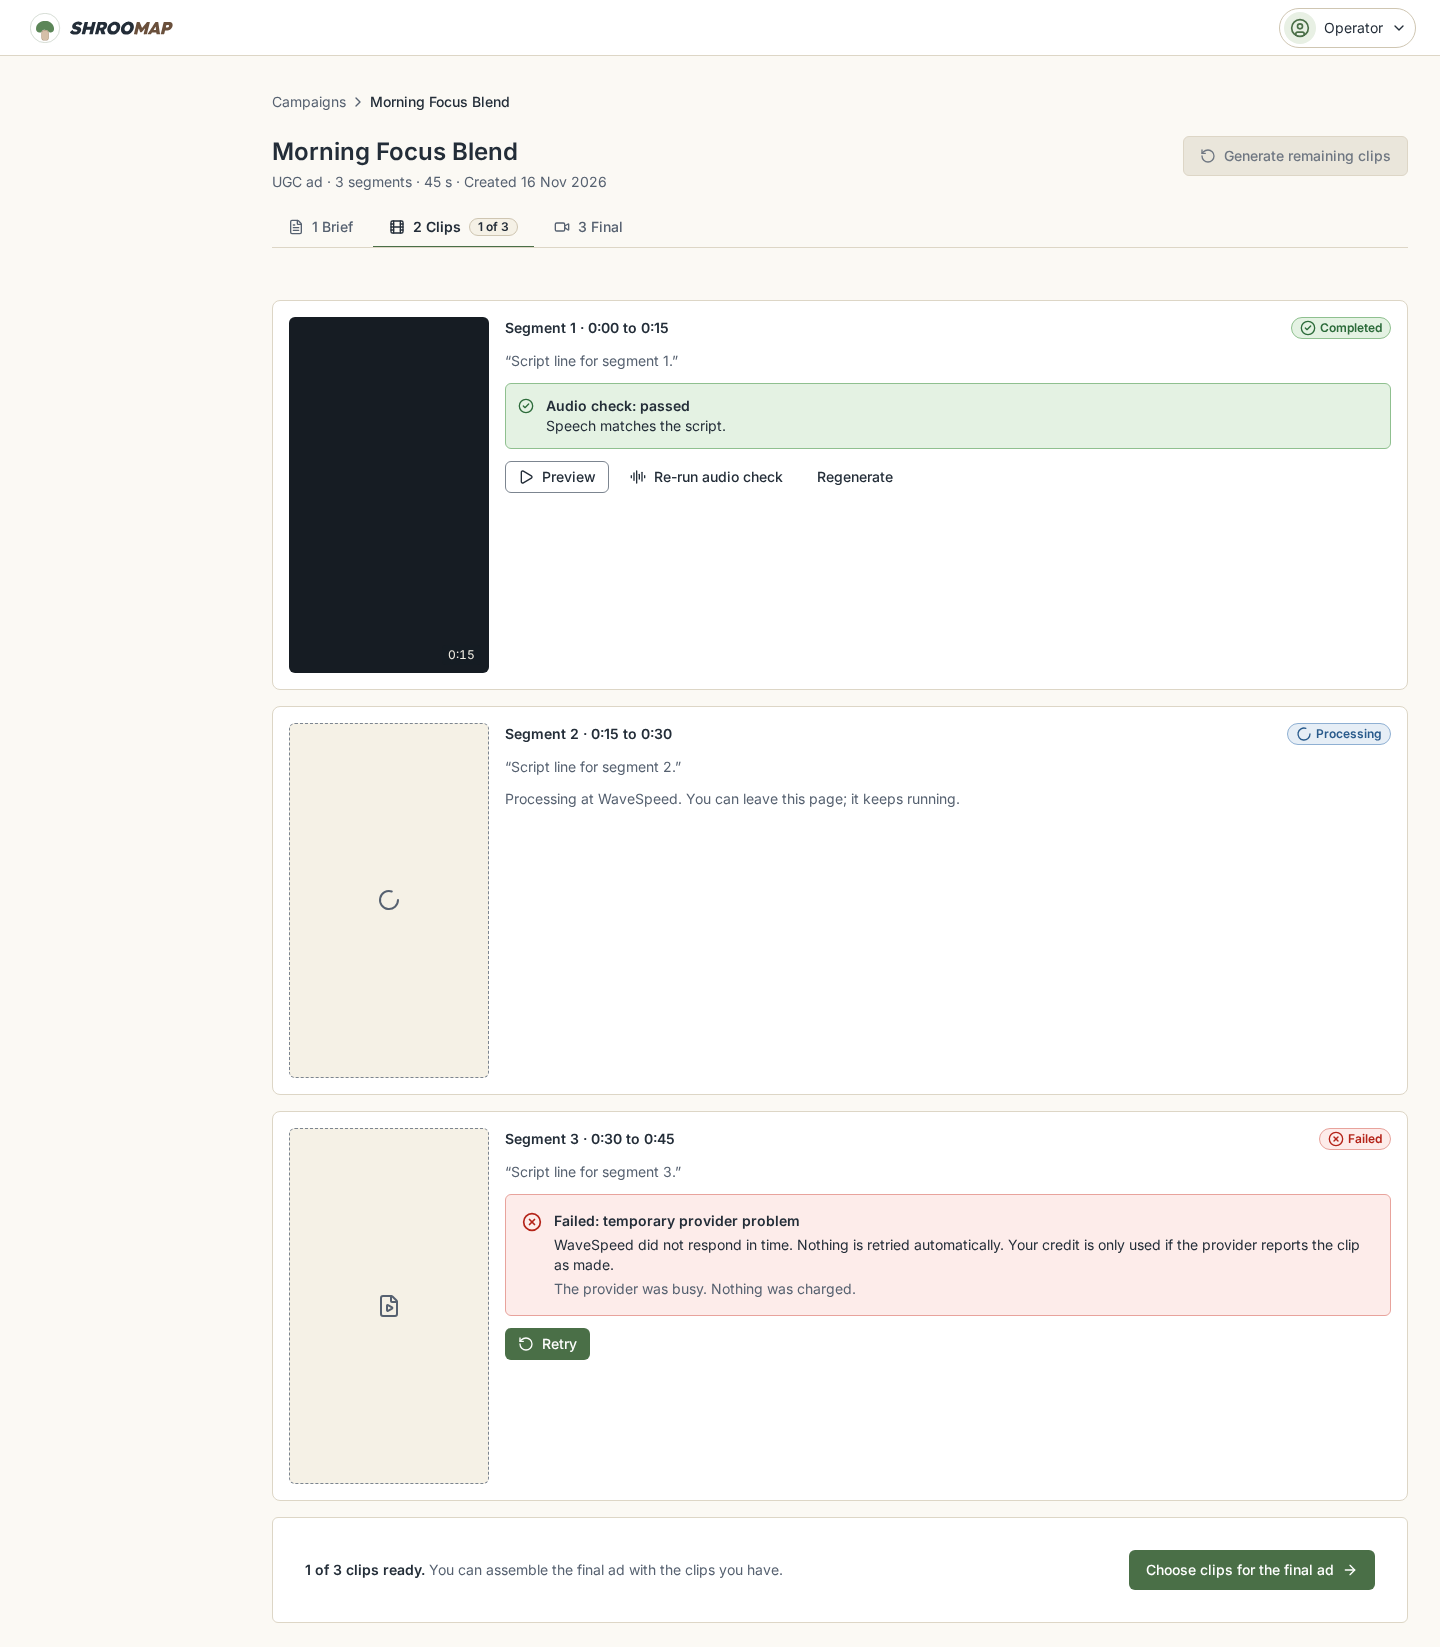 SHROOMAP
Operator
Campaigns
Morning Focus Blend
Morning Focus Blend
Generate remaining clips
UGC ad · 3 segments · 45 s · Created 16 Nov 2026
1 Brief
2 Clips
1 of 3
3 Final
Segment 1 · 0:00 to 0:15
Completed
“Script line for segment 1.”
Audio check: passed
Speech matches the script.
Preview
Re-run audio check
Regenerate
0:15
Segment 2 · 0:15 to 0:30
Processing
“Script line for segment 2.”
Processing at WaveSpeed. You can leave this page; it keeps running.
Segment 3 · 0:30 to 0:45
Failed
“Script line for segment 3.”
Failed: temporary provider problem
WaveSpeed did not respond in time. Nothing is retried automatically. Your credit is only used if the provider reports the clip
as made.
The provider was busy. Nothing was charged.
Retry
1 of 3 clips ready. You can assemble the final ad with the clips you have.
Choose clips for the final ad